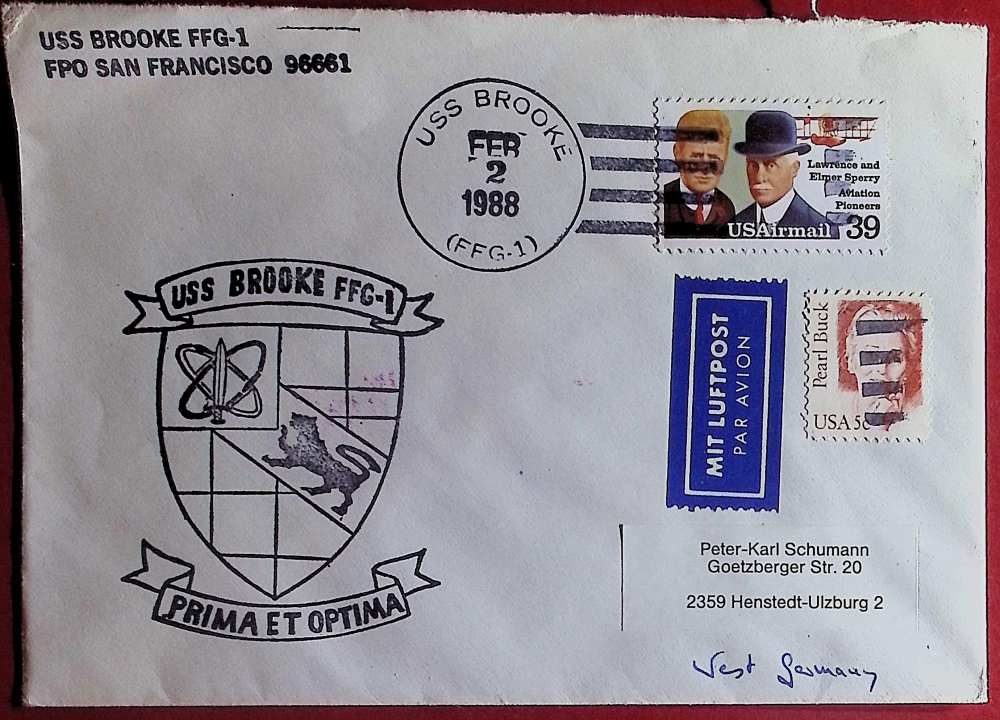 USS BROOKE FFG-1
FPO SAN FRANCISCO 96661
USS BROOKE
FEB
2
1988
(FFG-1)
Lawrence and
Elmer Sperry
Aviation
Pioneers
USAirmail 39
USS BROOKE FFG-1
PRIMA ET OPTIMA
MIT LUFTPOST
PAR AVION
Pearl Buck
USA 5c
Peter-Karl Schumann
Goetzberger Str. 20
2359 Henstedt-Ulzburg 2
West Germany